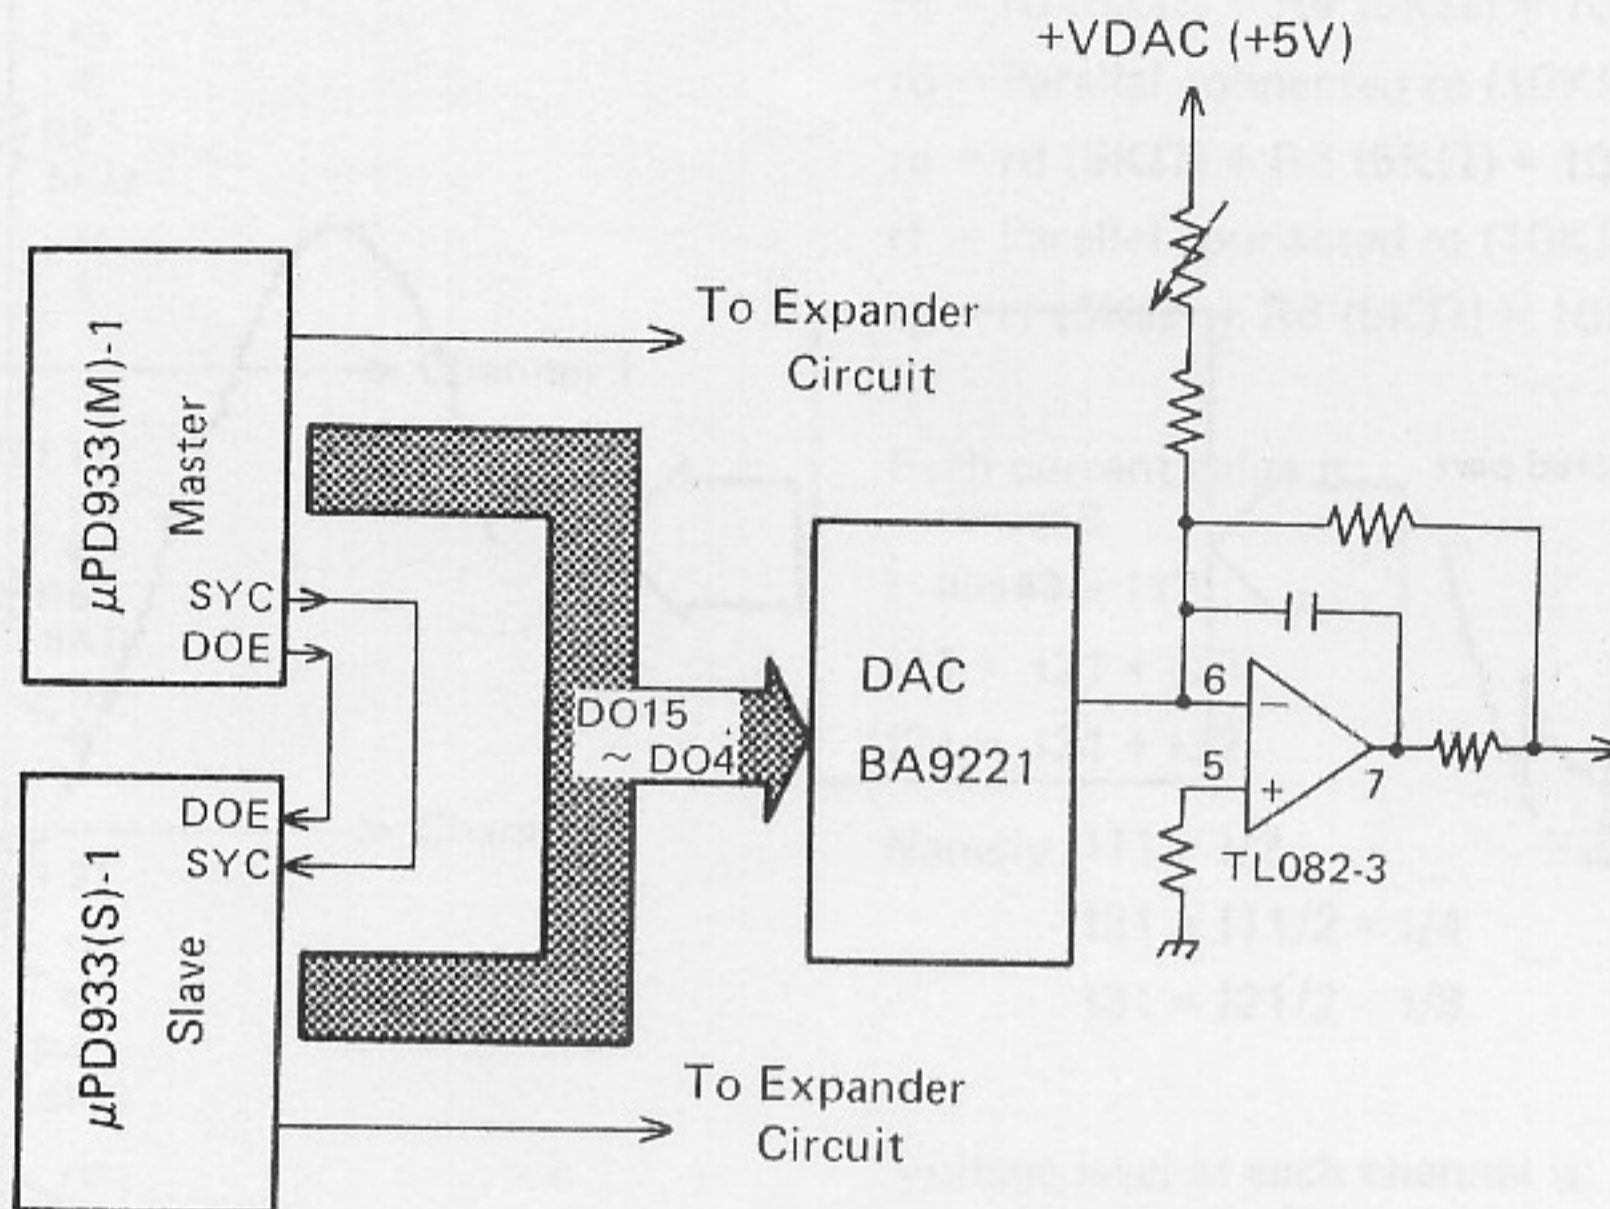 +VDAC (+5V)
To Expander
Circuit
μPD933(M)-1
Master
SYC
DOE
DO15
~ DO4
DAC
BA9221
6
−
5
+
7
TL082-3
DOE
SYC
μPD933(S)-1
Slave
To Expander
Circuit